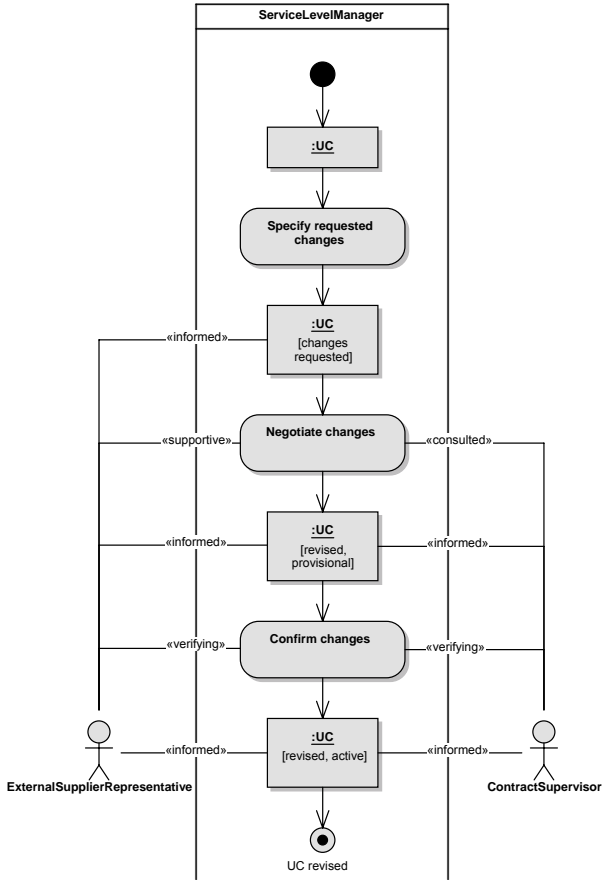 ServiceLevelManager
:UC
Specify requested
changes
:UC
[changes
requested]
«informed»
Negotiate changes
«supportive»
«consulted»
:UC
[revised,
provisional]
«informed»
«informed»
Confirm changes
«verifying»
«verifying»
:UC
[revised, active]
«informed»
«informed»
ExternalSupplierRepresentative
ContractSupervisor
UC revised